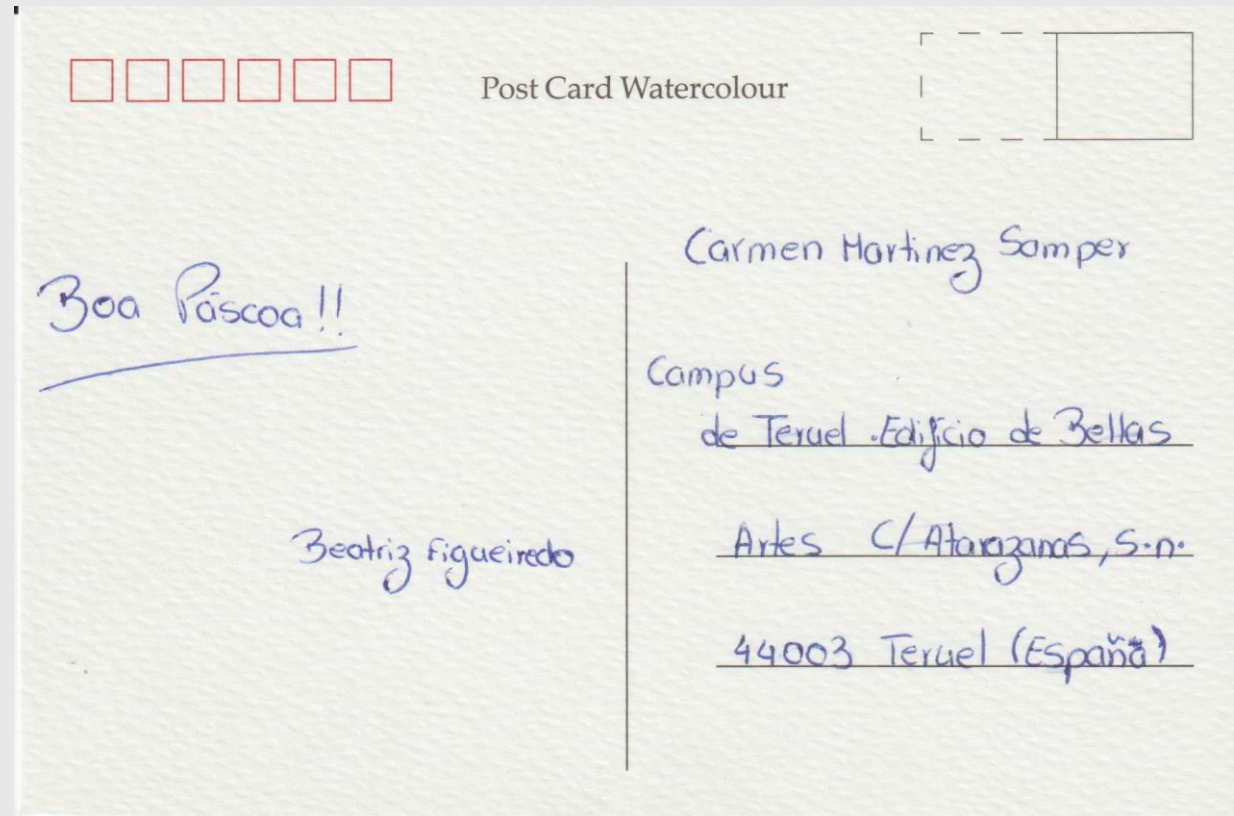 Post Card Watercolour
Boa Páscoa!!
Beatriz Figueiredo
Carmen Martinez Samper
Campus
de Teruel . Edifício de Bellas
Artes C/ Atarazanas, s.n.
44003 Teruel (España)